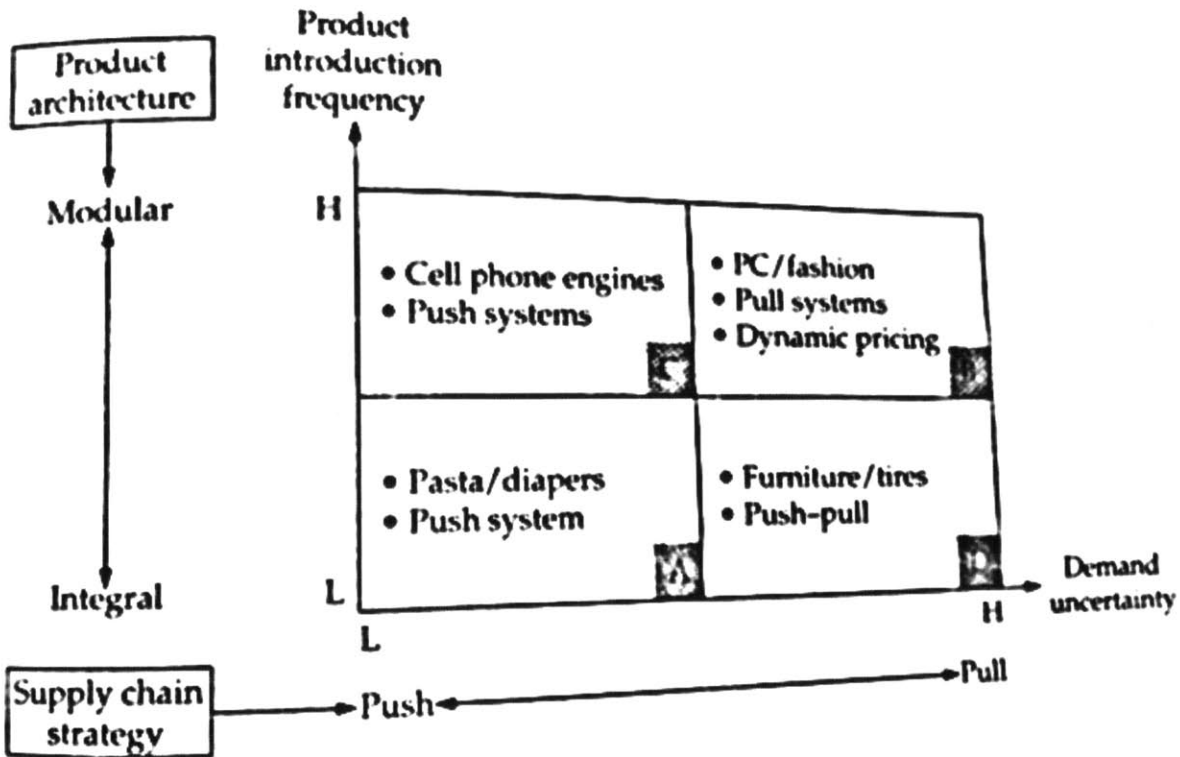 Product
introduction
frequency
Product
architecture
Modular
H
• Cell phone engines
• Push systems
• PC/fashion
• Pull systems
• Dynamic pricing
• Pasta/diapers
• Push system
A
• Furniture/tires
• Push-pull
Integral
L
L
H
Demand
uncertainty
Supply chain
strategy
Push
Pull